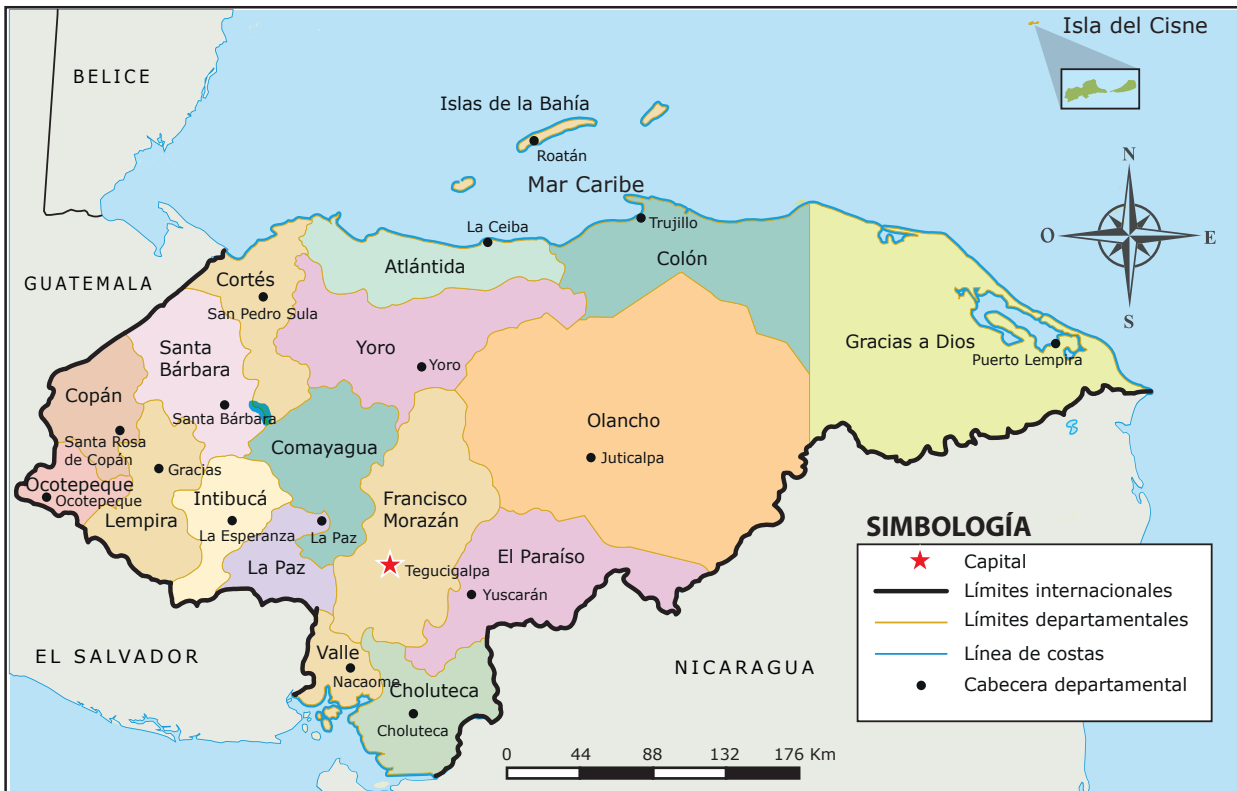 Isla del Cisne
BELICE
Islas de la Bahía
Roatán
Mar Caribe
N
O
E
S
La Ceiba
Trujillo
Atlántida
Colón
GUATEMALA
Cortés
San Pedro Sula
Santa
Bárbara
Yoro
Yoro
Gracias a Dios
Puerto Lempira
Copán
Santa Bárbara
Olancho
Santa Rosa
de Copán
Comayagua
Juticalpa
Gracias
Ocotepeque
Ocotepeque
Intibucá
Francisco
Morazán
Lempira
La Esperanza
La Paz
La Paz
El Paraíso
Tegucigalpa
Yuscarán
EL SALVADOR
Valle
Nacaome
Choluteca
Choluteca
NICARAGUA
SIMBOLOGÍA
Capital
Límites internacionales
Límites departamentales
Línea de costas
Cabecera departamental
0 44 88 132 176 Km